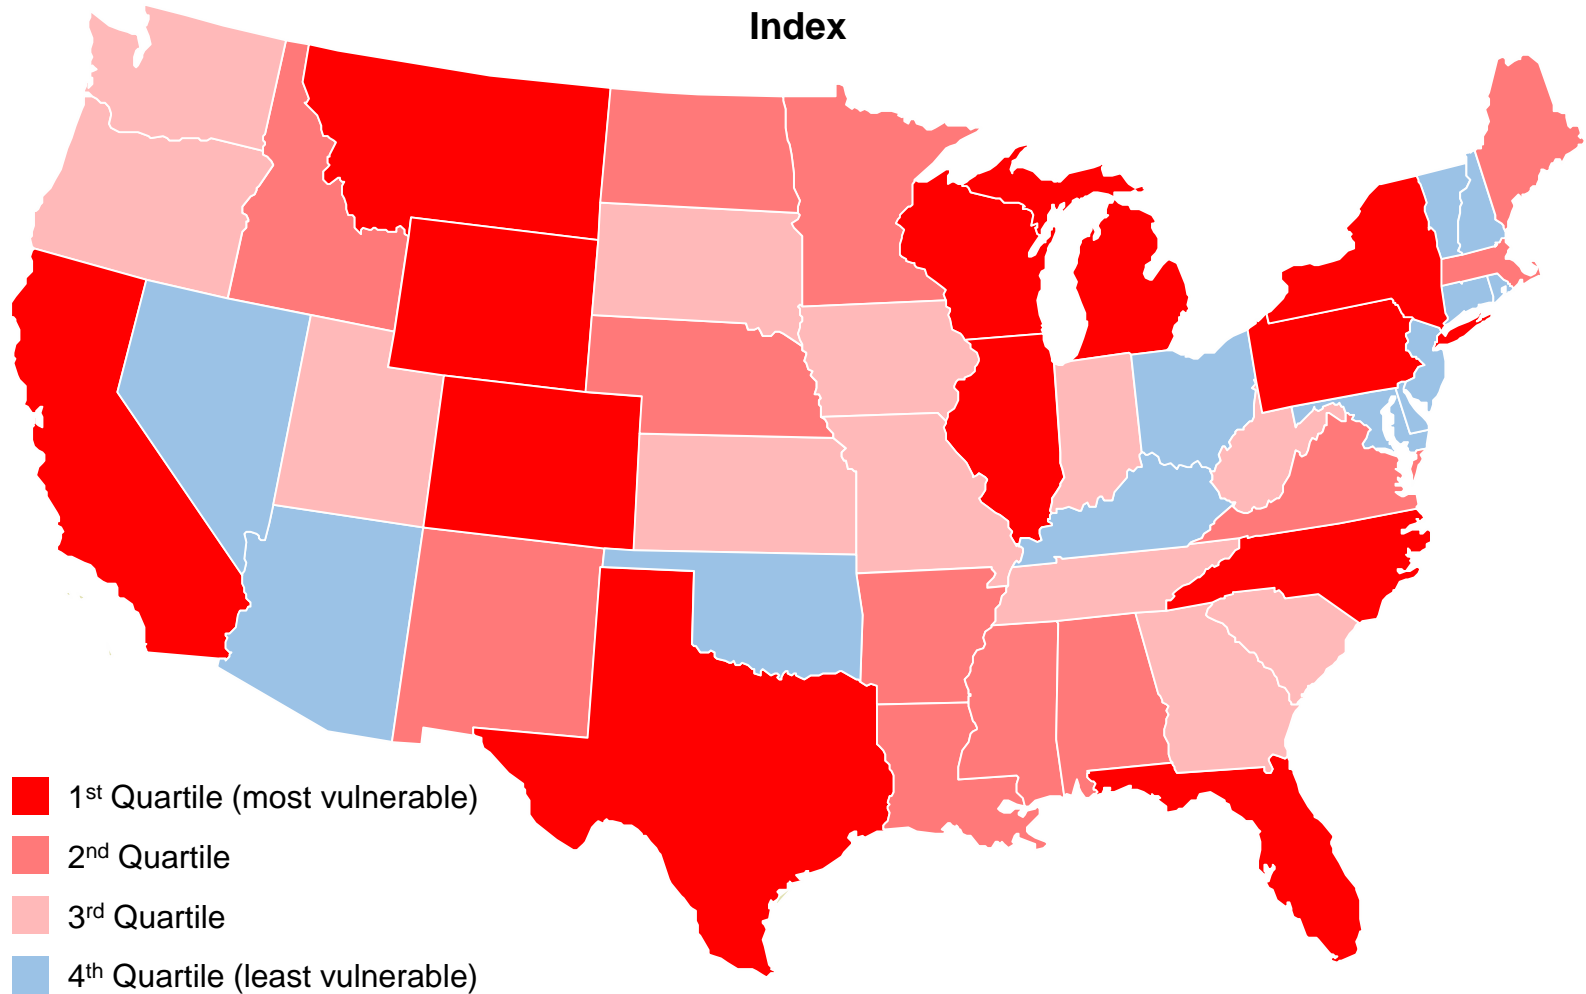 Index
1st Quartile (most vulnerable)
2nd Quartile
3rd Quartile
4th Quartile (least vulnerable)